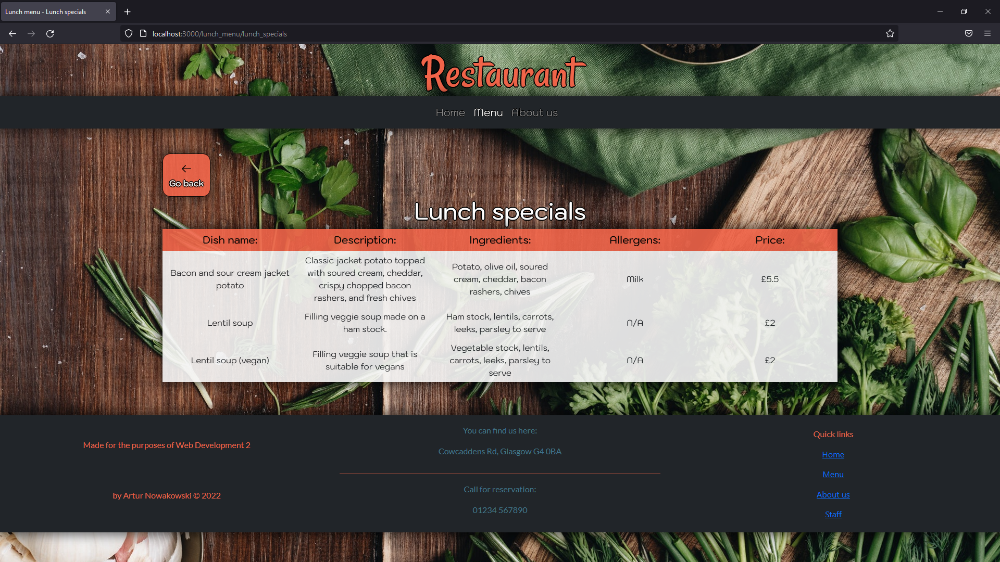 Lunch menu - Lunch specials
localhost:3000/lunch_menu/lunch_specials
Restaurant
Home Menu About us
Go back
Lunch specials
Dish name: Description: Ingredients: Allergens: Price:
Bacon and sour cream jacket
potato
Classic jacket potato topped
with soured cream, cheddar,
crispy chopped bacon
rashers, and fresh chives
Potato, olive oil, soured
cream, cheddar, bacon
rashers, chives
Milk
£5.5
Lentil soup
Filling veggie soup made on a
ham stock.
Ham stock, lentils, carrots,
leeks, parsley to serve
N/A
£2
Lentil soup (vegan)
Filling veggie soup that is
suitable for vegans
Vegetable stock, lentils,
carrots, leeks, parsley to
serve
N/A
£2
Made for the purposes of Web Development 2
by Artur Nowakowski © 2022
You can find us here:
Cowcaddens Rd, Glasgow G4 0BA
Call for reservation:
01234 567890
Quick links
Home
Menu
About us
Staff